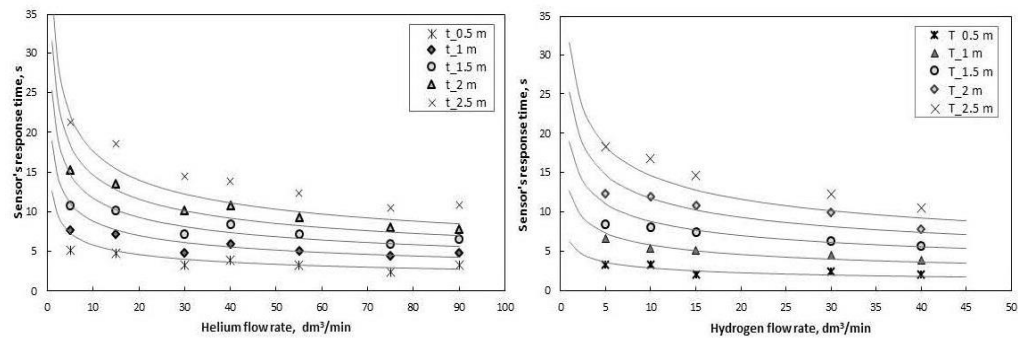 35
30
25
20
15
10
5
0
Sensor's response time, s
t_0.5 m
t_1 m
t_1.5 m
t_2 m
t_2.5 m
0 10 20 30 40 50 60 70 80 90 100
Helium flow rate, dm³/min
35
30
25
20
15
10
5
0
Sensor's response time, s
T_0.5 m
T_1 m
T_1.5 m
T_2 m
T_2.5 m
0 5 10 15 20 25 30 35 40 45 50
Hydrogen flow rate, dm³/min